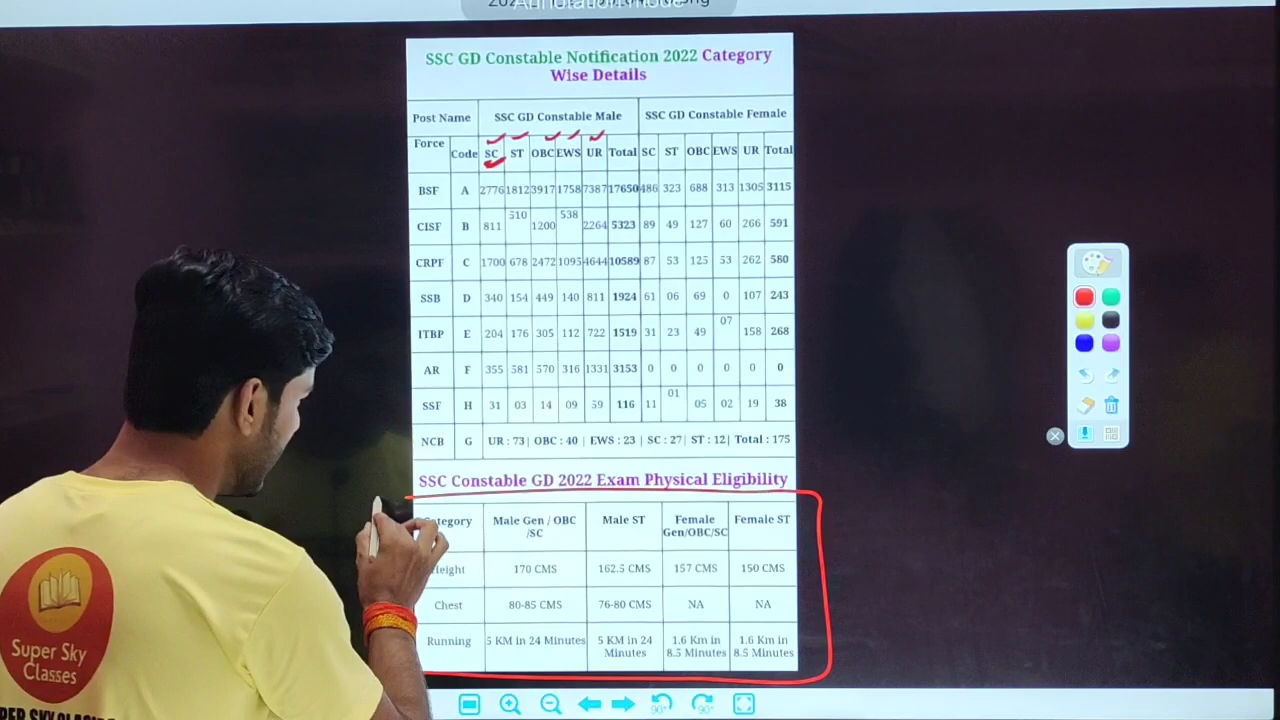 SSC GD Constable Notification 2022 Category
Wise Details
Post Name SSC GD Constable Male SSC GD Constable Female
Force Code SC ST OBC EWS UR Total SC ST OBC EWS UR Total
BSF A 2776 1812 3917 1758 7387 17650 486 323 688 313 1305 3115
CISF B 811 510 1200 538 2264 5323 89 49 127 60 266 591
CRPF C 1700 678 2472 1095 4644 10589 87 53 125 53 262 580
SSB D 340 154 449 140 811 1924 61 06 69 0 107 243
ITBP E 204 176 305 112 722 1519 31 23 49 07 158 268
AR F 355 581 570 316 1331 3153 0 0 0 0 0 0
SSF H 31 03 14 09 59 116 11 01 05 02 19 38
NCB G UR : 73| OBC : 40 | EWS : 23 | SC : 27| ST : 12| Total : 175
SSC Constable GD 2022 Exam Physical Eligibility
Male Gen / OBC /SC Male ST Female Gen/OBC/SC Female ST
170 CMS 162.5 CMS 157 CMS 150 CMS
Chest 80-85 CMS 76-80 CMS NA NA
Running 5 KM in 24 Minutes 5 KM in 24 Minutes 1.6 Km in 8.5 Minutes 1.6 Km in 8.5 Minutes
Super Sky
Classes
90° 90°